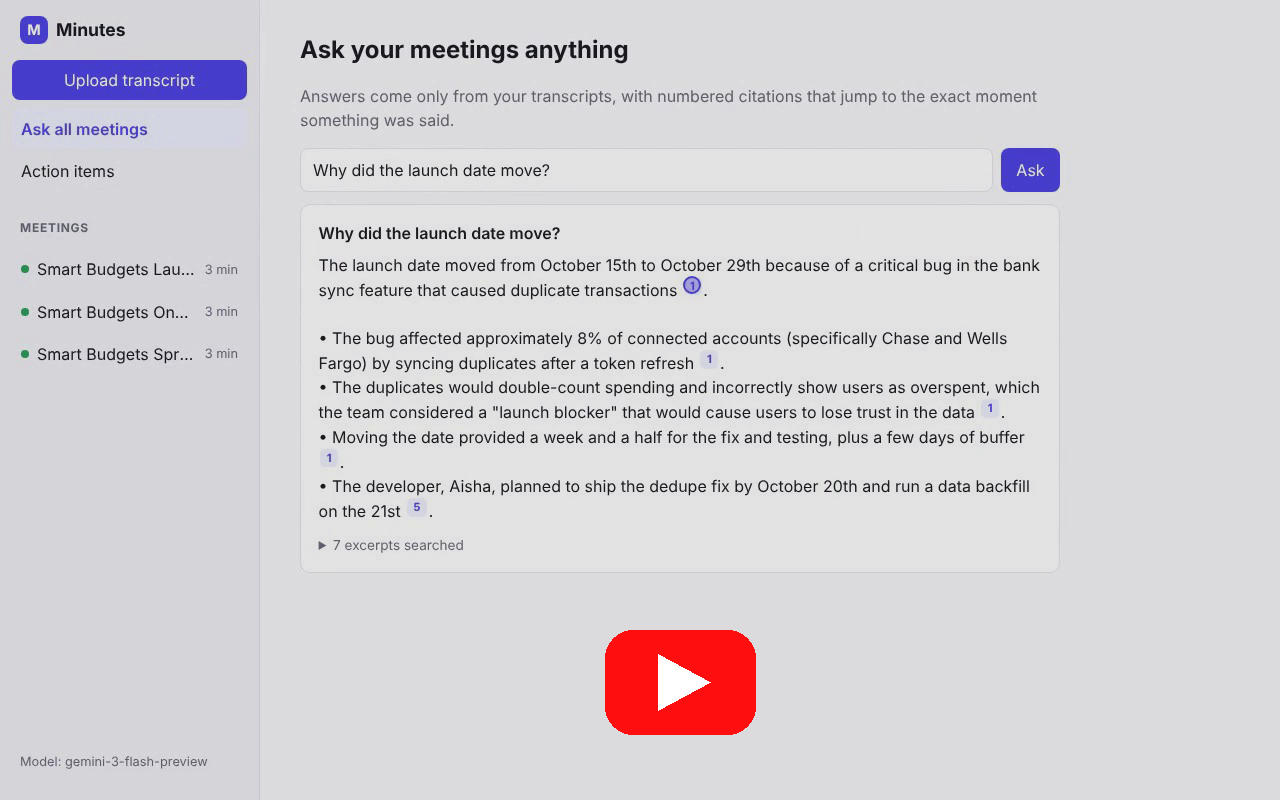 M Minutes
Upload transcript
Ask all meetings
Action items
MEETINGS
Smart Budgets Lau... 3 min
Smart Budgets On... 3 min
Smart Budgets Spr... 3 min
Model: gemini-3-flash-preview
Ask your meetings anything
Answers come only from your transcripts, with numbered citations that jump to the exact moment
something was said.
Why did the launch date move?
Ask
Why did the launch date move?
The launch date moved from October 15th to October 29th because of a critical bug in the bank
sync feature that caused duplicate transactions 1 .
• The bug affected approximately 8% of connected accounts (specifically Chase and Wells
Fargo) by syncing duplicates after a token refresh 1 .
• The duplicates would double-count spending and incorrectly show users as overspent, which
the team considered a "launch blocker" that would cause users to lose trust in the data 1 .
• Moving the date provided a week and a half for the fix and testing, plus a few days of buffer
1 .
• The developer, Aisha, planned to ship the dedupe fix by October 20th and run a data backfill
on the 21st 5 .
▶ 7 excerpts searched